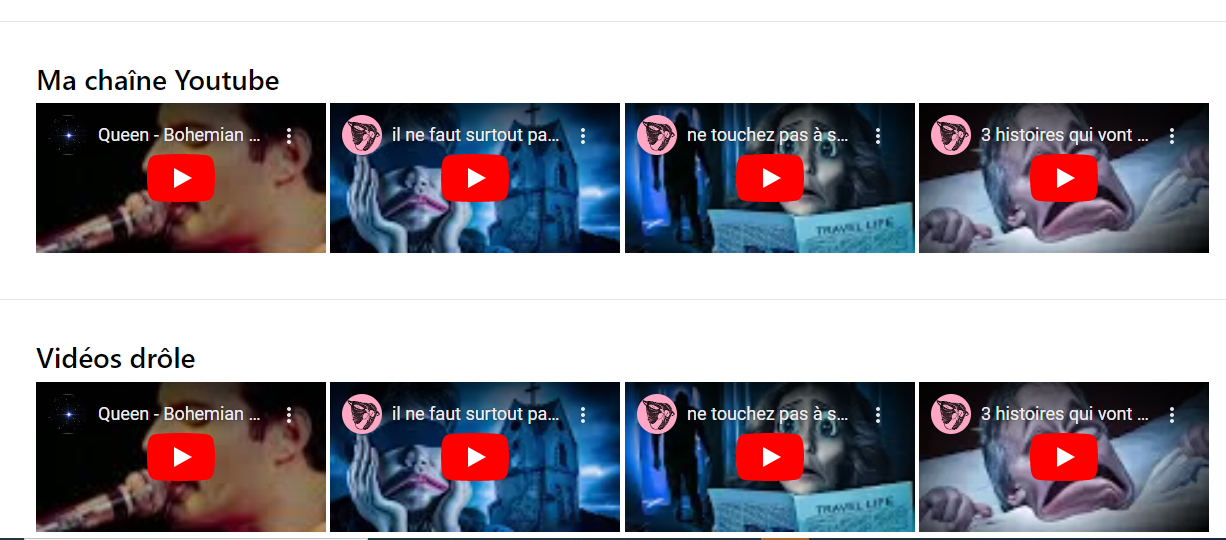 Ma chaîne Youtube
Queen - Bohemian ...
il ne faut surtout pa...
ne touchez pas à s...
3 histoires qui vont ...
TRAVEL LIFE
Vidéos drôle
Queen - Bohemian ...
il ne faut surtout pa...
ne touchez pas à s...
3 histoires qui vont ...
TRAVEL LIFE